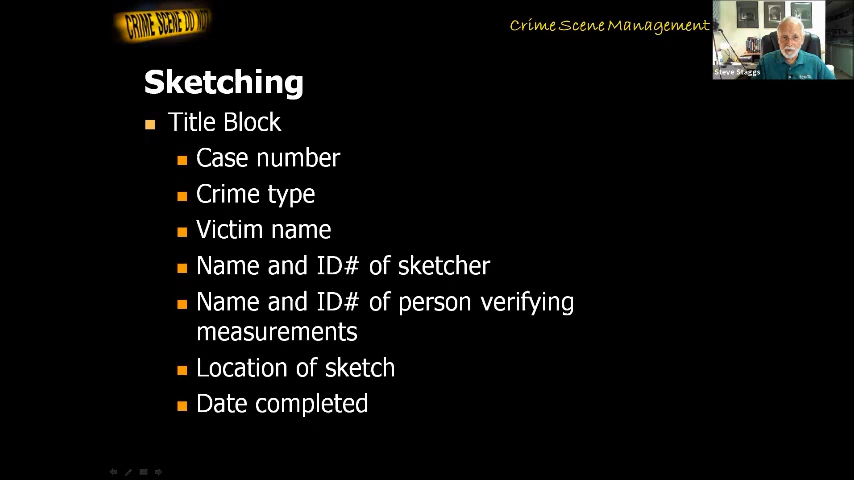 CRIME SCENE DO NOT
Crime Scene Management
Steve Staggs
Sketching
Title Block
Case number
Crime type
Victim name
Name and ID# of sketcher
Name and ID# of person verifying
measurements
Location of sketch
Date completed